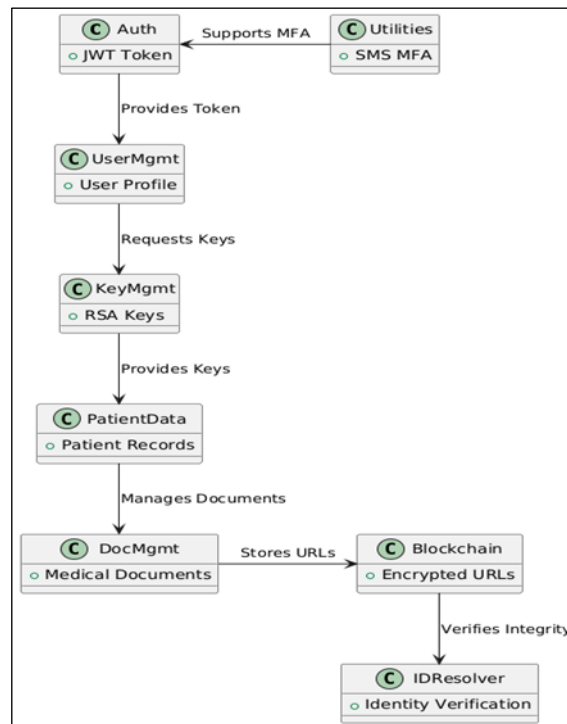 C Auth
JWT Token
Supports MFA
C Utilities
SMS MFA
Provides Token
C UserMgmt
User Profile
Requests Keys
C KeyMgmt
RSA Keys
Provides Keys
C PatientData
Patient Records
Manages Documents
C DocMgmt
Medical Documents
Stores URLs
C Blockchain
Encrypted URLs
Verifies Integrity
C IDResolver
Identity Verification